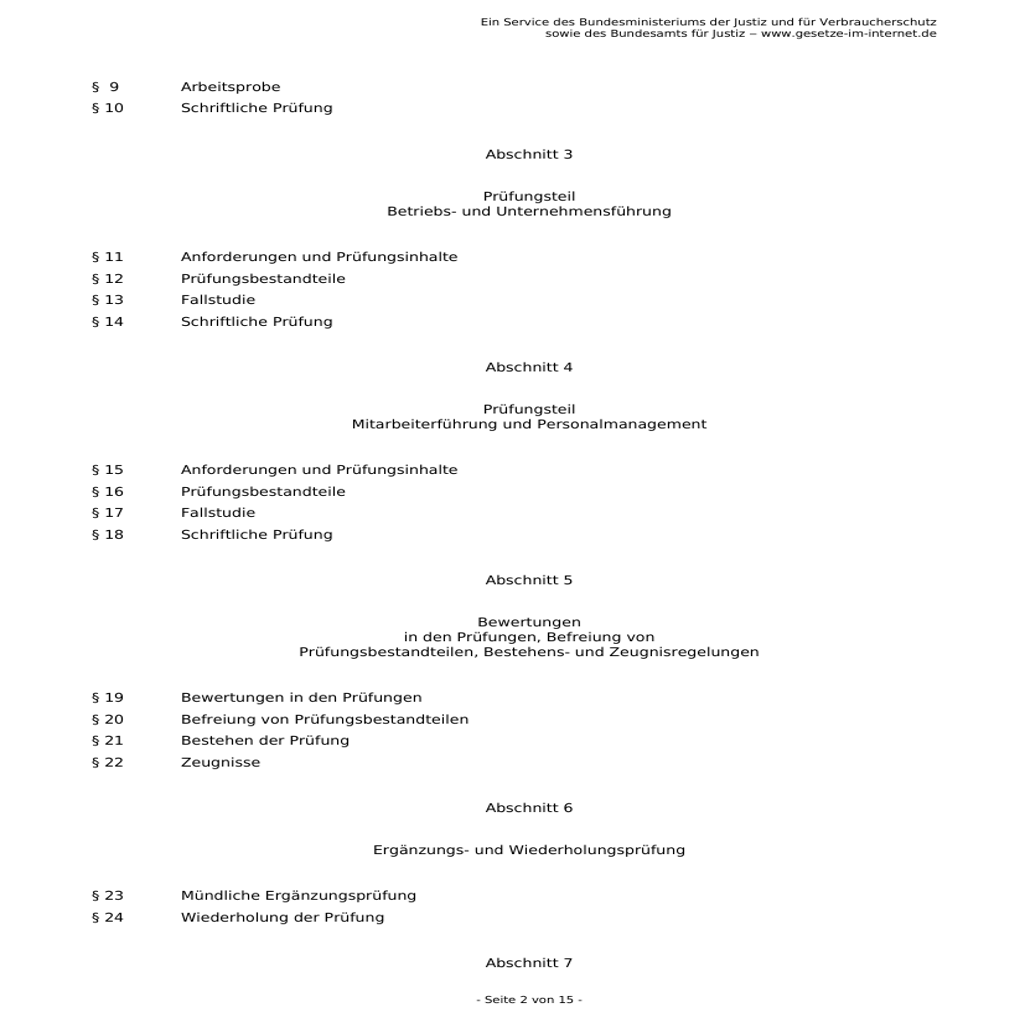 Ein Service des Bundesministeriums der Justiz und für Verbraucherschutz
sowie des Bundesamts für Justiz – www.gesetze-im-internet.de
§ 9 Arbeitsprobe
§ 10 Schriftliche Prüfung
Abschnitt 3
Prüfungsteil
Betriebs- und Unternehmensführung
§ 11 Anforderungen und Prüfungsinhalte
§ 12 Prüfungsbestandteile
§ 13 Fallstudie
§ 14 Schriftliche Prüfung
Abschnitt 4
Prüfungsteil
Mitarbeiterführung und Personalmanagement
§ 15 Anforderungen und Prüfungsinhalte
§ 16 Prüfungsbestandteile
§ 17 Fallstudie
§ 18 Schriftliche Prüfung
Abschnitt 5
Bewertungen
in den Prüfungen, Befreiung von
Prüfungsbestandteilen, Bestehens- und Zeugnisregelungen
§ 19 Bewertungen in den Prüfungen
§ 20 Befreiung von Prüfungsbestandteilen
§ 21 Bestehen der Prüfung
§ 22 Zeugnisse
Abschnitt 6
Ergänzungs- und Wiederholungsprüfung
§ 23 Mündliche Ergänzungsprüfung
§ 24 Wiederholung der Prüfung
Abschnitt 7
- Seite 2 von 15 -